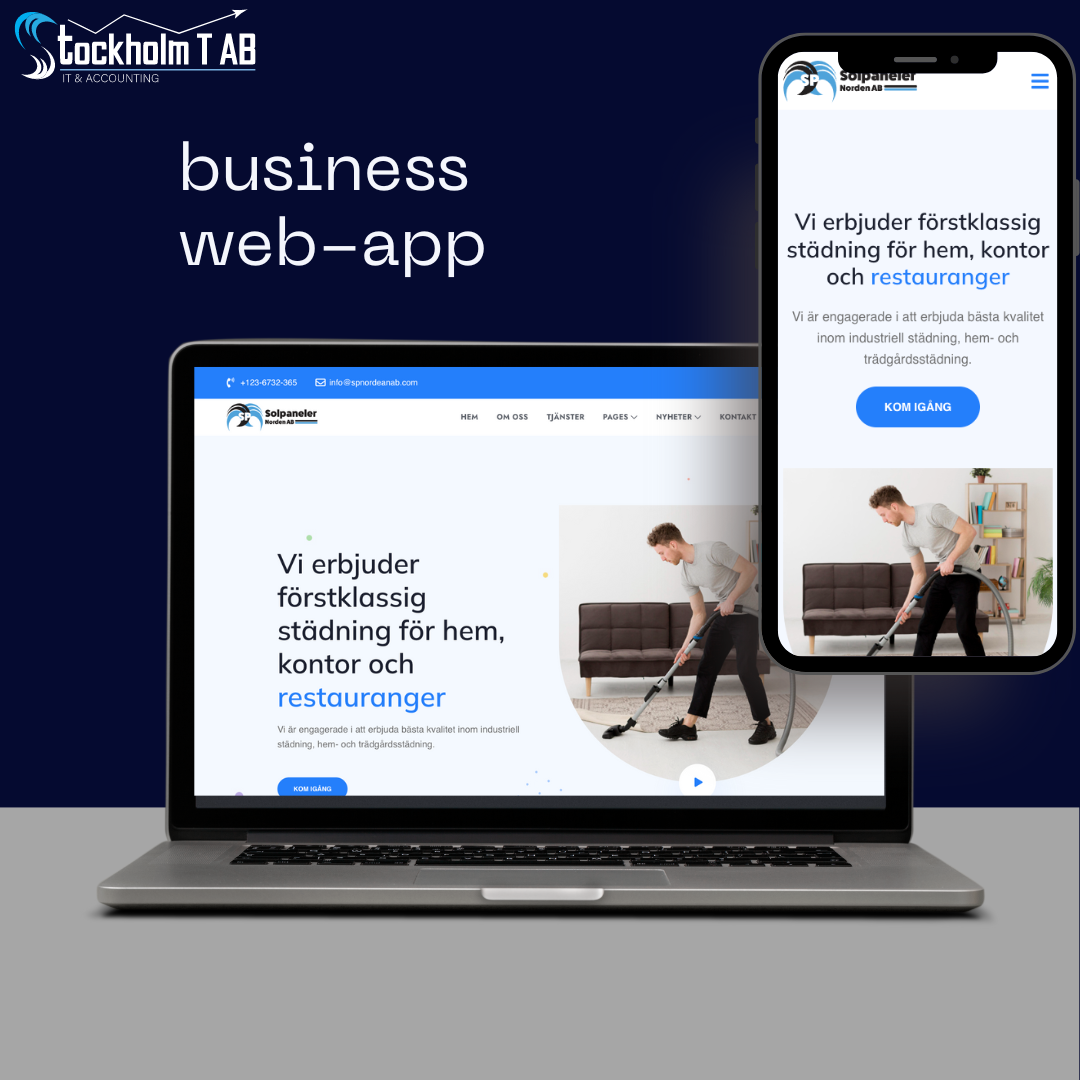 Stockholm T AB
IT & ACCOUNTING
business
web-app
+123-6732-365
info@spnordeanab.com
SP
Solpaneler
Norden AB
HEM
OM OSS
TJÄNSTER
PAGES
NYHETER
KONTAKT
Vi erbjuder
förstklassig
städning för hem,
kontor och
restauranger
Vi är engagerade i att erbjuda bästa kvalitet inom industriell
städning, hem- och trädgårdsstädning.
KOM IGÅNG
SP
Solpaneler
Norden AB
Vi erbjuder förstklassig
städning för hem, kontor
och restauranger
Vi är engagerade i att erbjuda bästa kvalitet
inom industriell städning, hem- och
trädgårdsstädning.
KOM IGÅNG